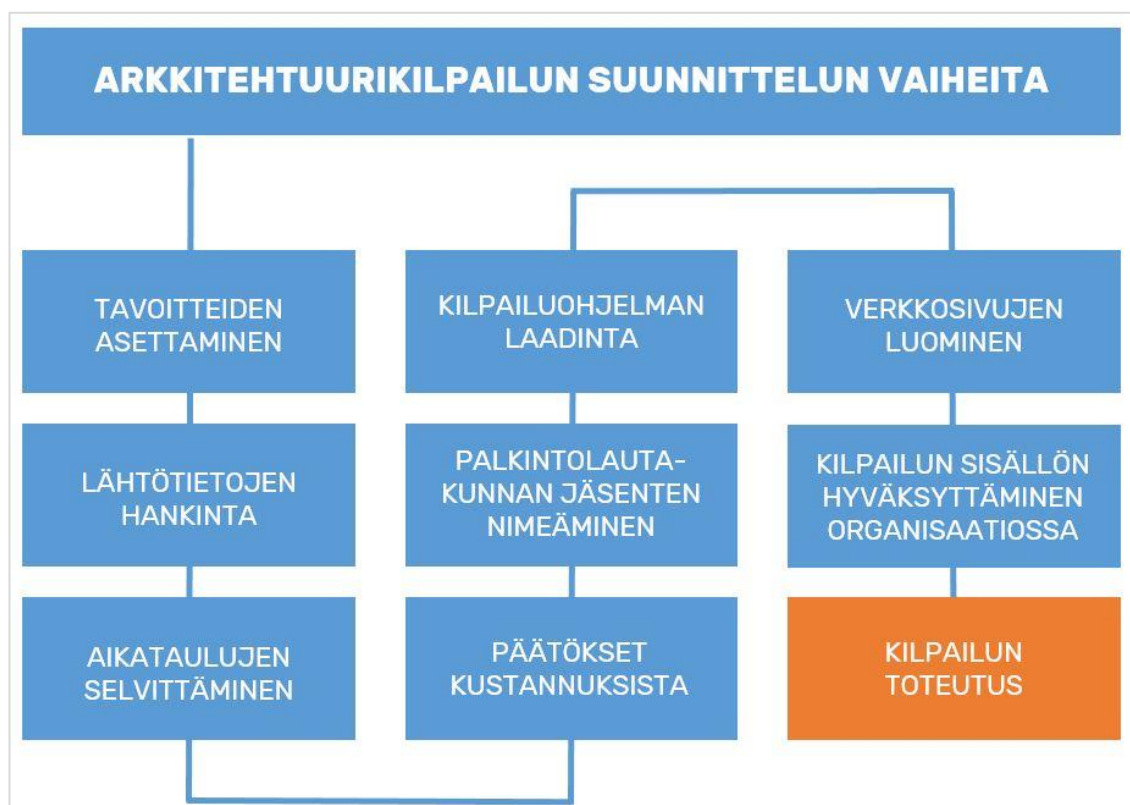 ARKKITEHTUURIKILPAILUN SUUNNITTELUN VAIHEITA
TAVOITTEIDEN
ASETTAMINEN
LÄHTÖTIETOJEN
HANKINTA
AIKATAULUJEN
SELVITTÄMINEN
PÄÄTÖKSET
KUSTANNUKSISTA
PALKINTOLAUTA-
KUNNAN JÄSENTEN
NIMEÄMINEN
KILPAILUOHJELMAN
LAADINTA
VERKKOSIVUJEN
LUOMINEN
KILPAILUN SISÄLLÖN
HYVÄKSYTTÄMINEN
ORGANISAATIOSSA
KILPAILUN
TOTEUTUS